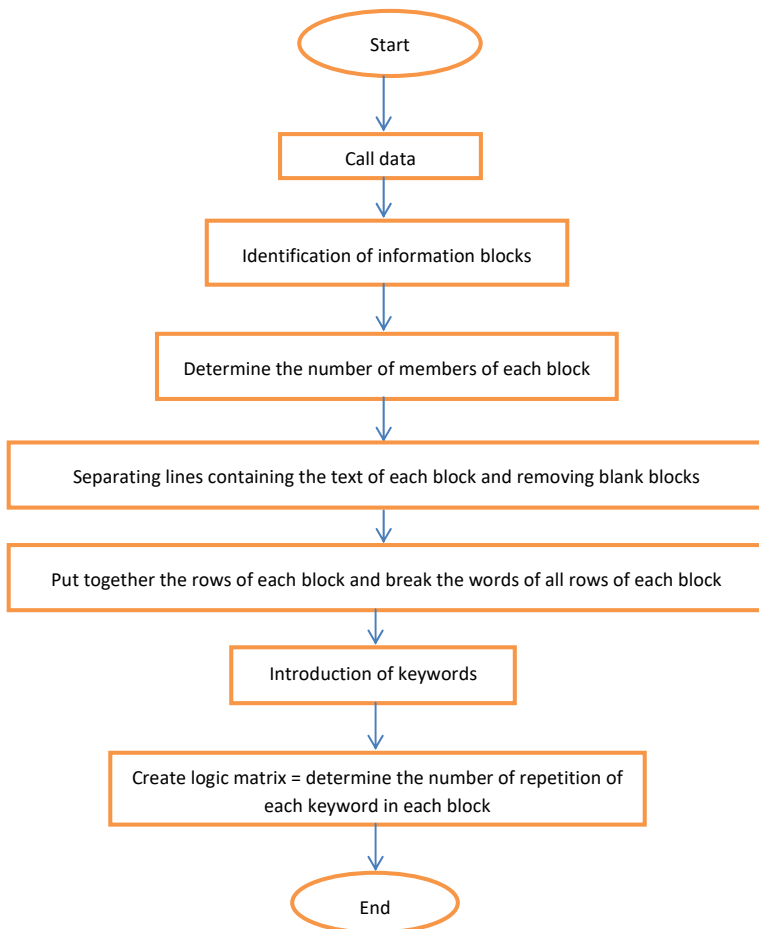 Start
Call data
Identification of information blocks
Determine the number of members of each block
Separating lines containing the text of each block and removing blank blocks
Put together the rows of each block and break the words of all rows of each block
Introduction of keywords
Create logic matrix = determine the number of repetition of
each keyword in each block
End